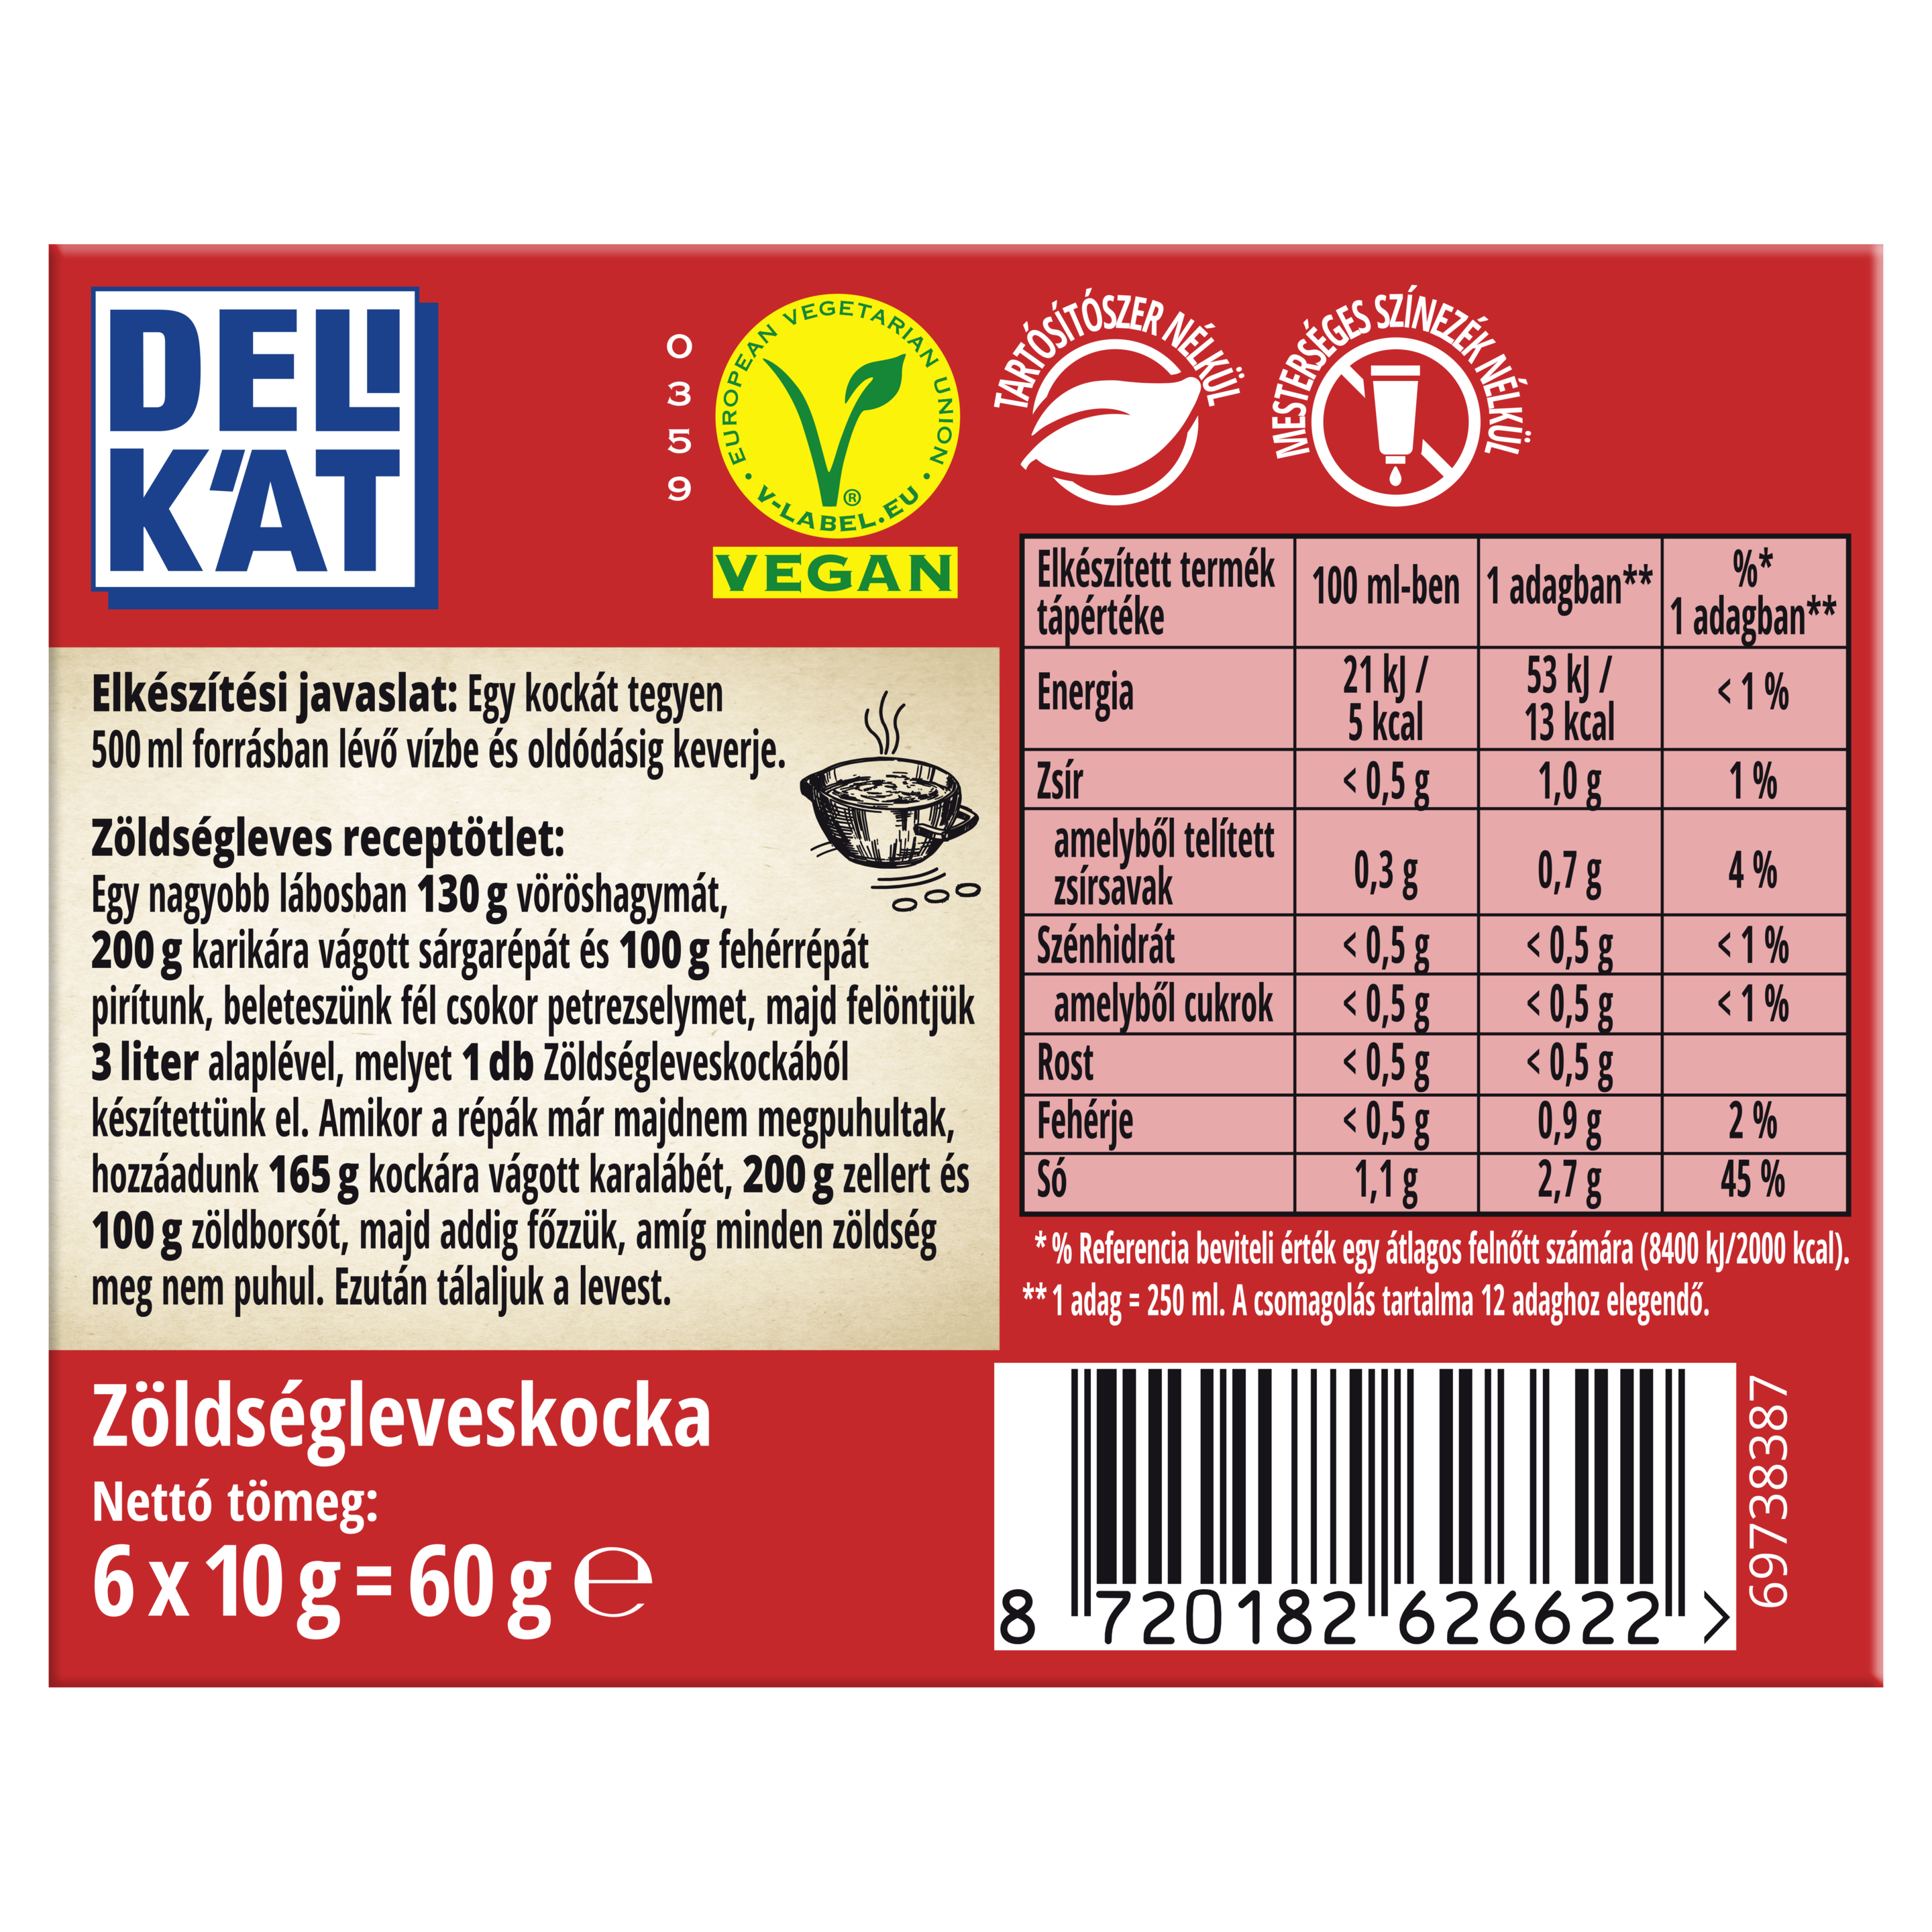 DELI
KÁT
0
3
5
9
EUROPEAN VEGETARIAN UNION
V-LABEL.EU
®
VEGAN
TARTÓSÍTÓSZER NÉLKÜL
MESTERSÉGES SZÍNEZÉK NÉLKÜL
Elkészítési javaslat: Egy kockát tegyen
500 ml forrásban lévő vízbe és oldódásig keverje.
Zöldségleves receptötlet:
Egy nagyobb lábosban 130 g vöröshagymát,
200 g karikára vágott sárgarépát és 100 g fehérrépát
pirítunk, beleteszünk fél csokor petrezselymet, majd felöntjük
3 liter alaplével, melyet 1 db Zöldségleveskockából
készítettünk el. Amikor a répák már majdnem megpuhultak,
hozzáadunk 165 g kockára vágott karalábét, 200 g zellert és
100 g zöldborsót, majd addig főzzük, amíg minden zöldség
meg nem puhul. Ezután tálaljuk a levest.
Elkészített termék tápértéke 100 ml-ben 1 adagban** %* 1 adagban**
Energia 21 kJ / 5 kcal 53 kJ / 13 kcal < 1 %
Zsír < 0,5 g 1,0 g 1 %
amelyből telített zsírsavak 0,3 g 0,7 g 4 %
Szénhidrát < 0,5 g < 0,5 g < 1 %
amelyből cukrok < 0,5 g < 0,5 g < 1 %
Rost < 0,5 g < 0,5 g
Fehérje < 0,5 g 0,9 g 2 %
Só 1,1 g 2,7 g 45 %
* % Referencia beviteli érték egy átlagos felnőtt számára (8400 kJ/2000 kcal).
** 1 adag = 250 ml. A csomagolás tartalma 12 adaghoz elegendő.
Zöldségleveskocka
Nettó tömeg:
6 x 10 g = 60 g ℮
8 720182 626622 >
69738387